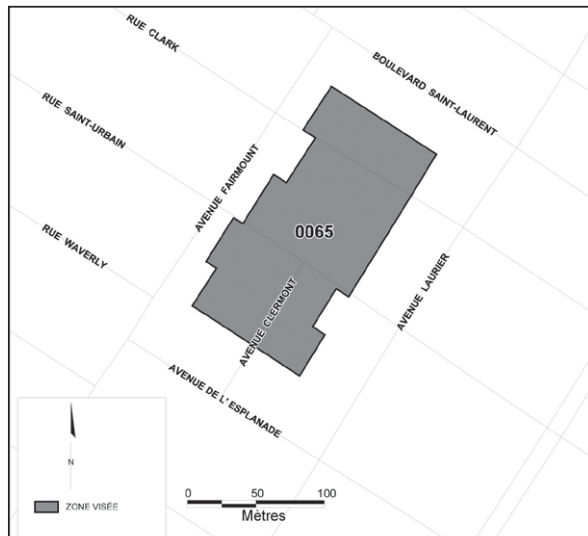 RUE CLARK
BOULEVARD SAINT-LAURENT
RUE SAINT-URBAIN
AVENUE FAIRMOUNT
0065
RUE WAVERLY
AVENUE CLERMONT
AVENUE LAURIER
AVENUE DE L' ESPLANADE
N
ZONE VISÉE
0 50 100
Mètres